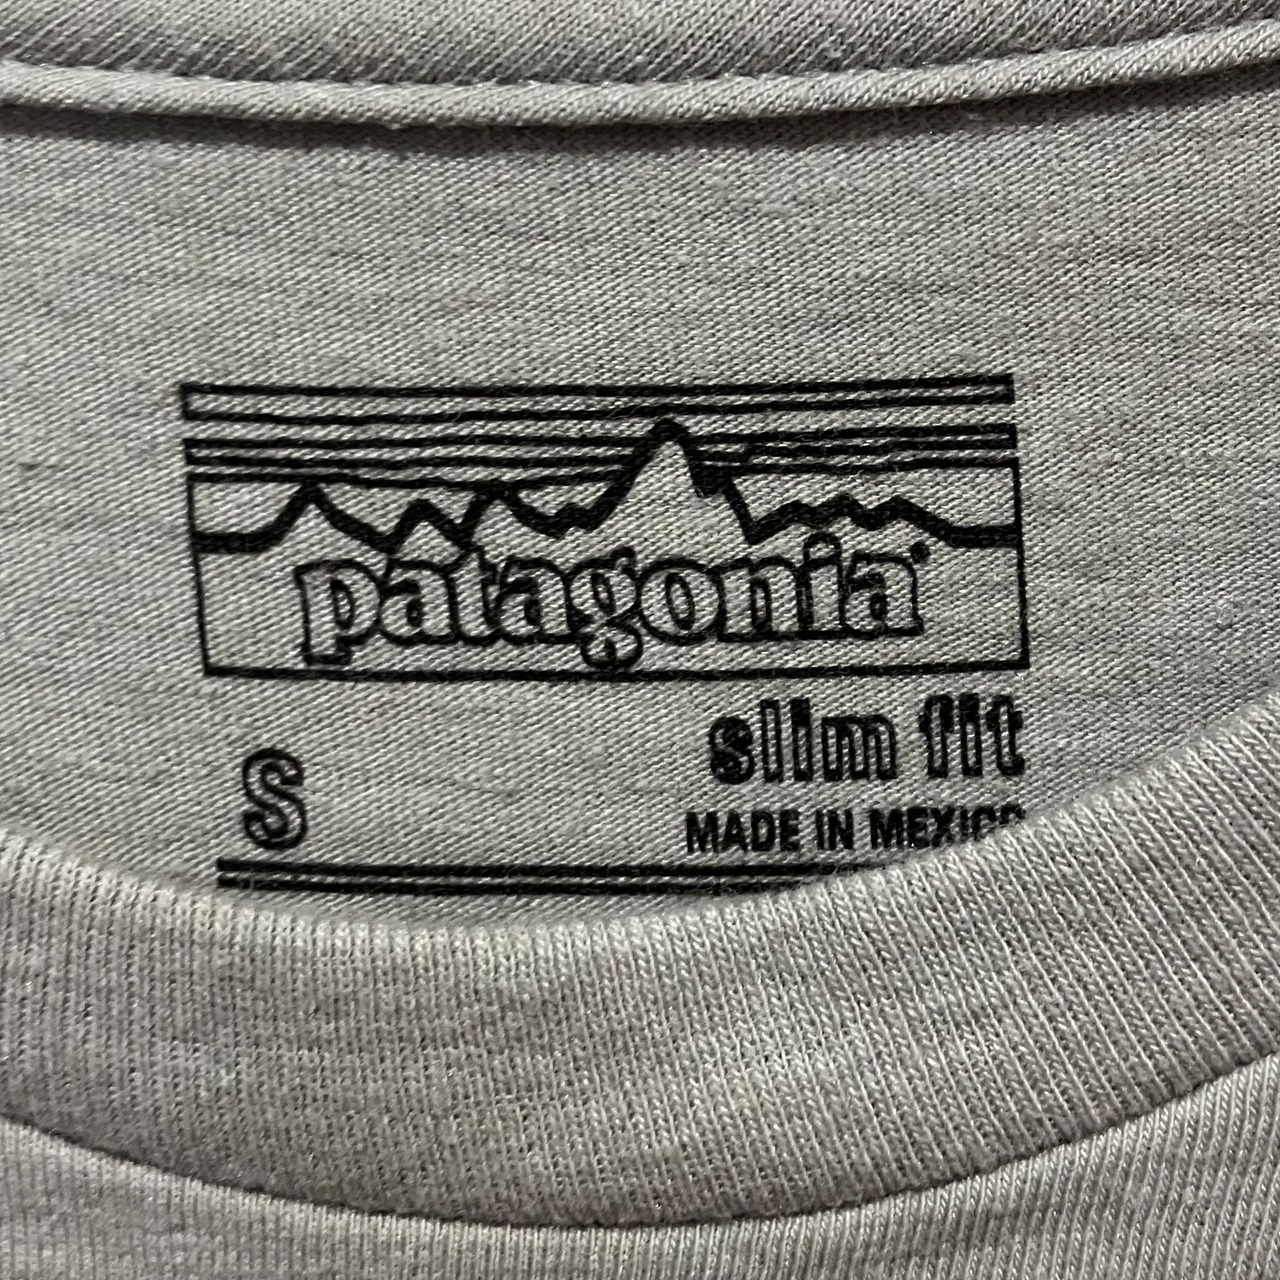 patagonia®
S slim fit
MADE IN MEXICO